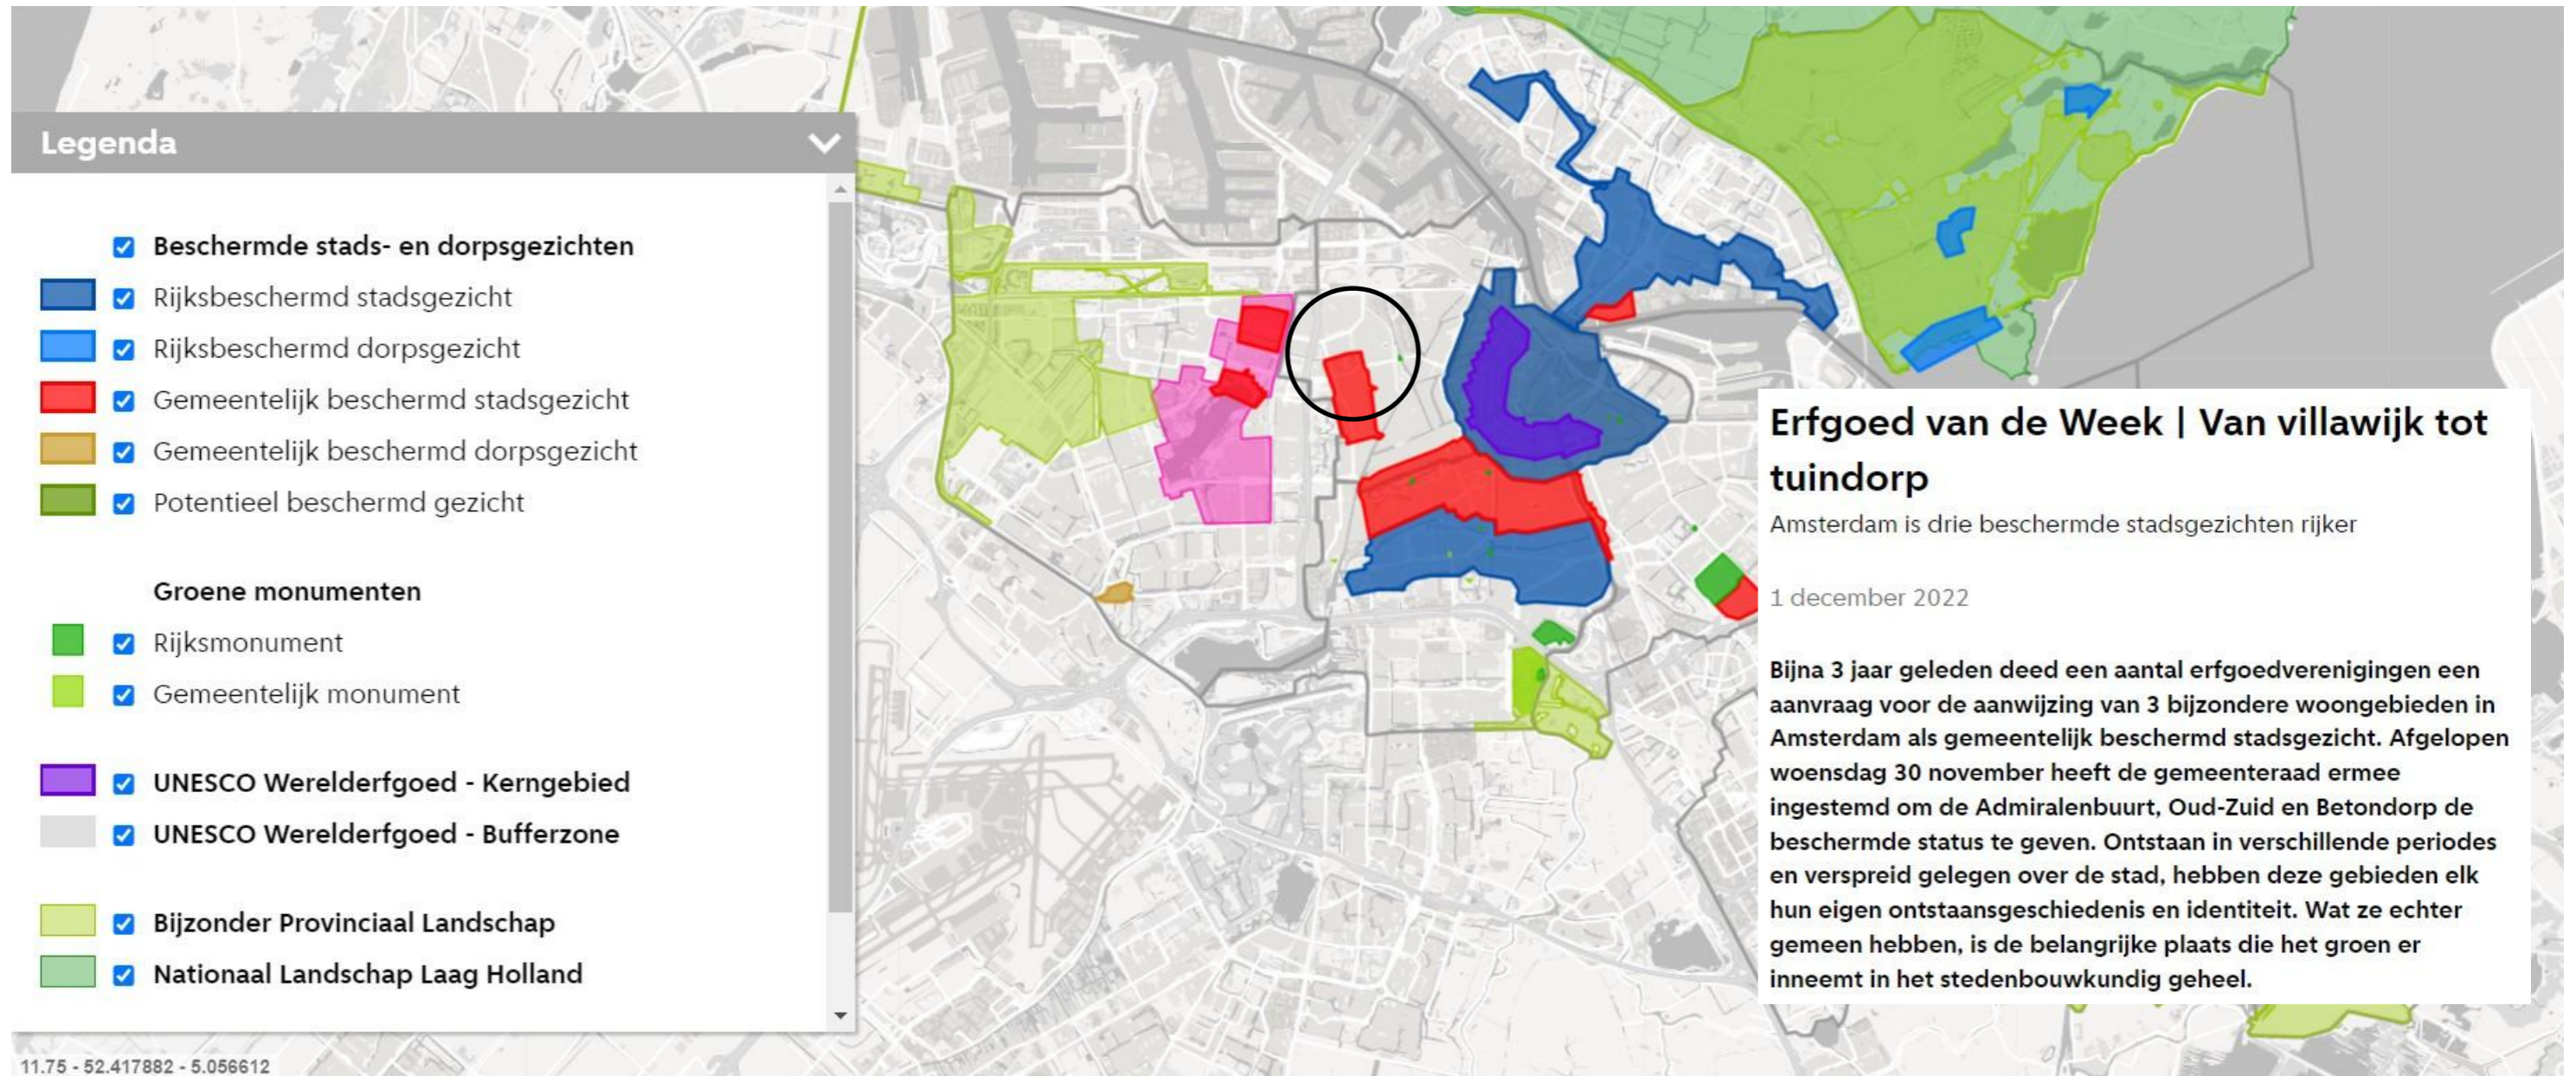 Legenda
Beschermde stads- en dorpsgezichten
Rijksbeschermd stadsgezicht
Rijksbeschermd dorpsgezicht
Gemeentelijk beschermd stadsgezicht
Gemeentelijk beschermd dorpsgezicht
Potentieel beschermd gezicht
Groene monumenten
Rijksmonument
Gemeentelijk monument
UNESCO Werelderfgoed - Kerngebied
UNESCO Werelderfgoed - Bufferzone
Bijzonder Provinciaal Landschap
Nationaal Landschap Laag Holland
11.75 - 52.417882 - 5.056612
Erfgoed van de Week | Van villawijk tot
tuindorp
Amsterdam is drie beschermde stadsgezichten rijker
1 december 2022
Bijna 3 jaar geleden deed een aantal erfgoedverenigingen een
aanvraag voor de aanwijzing van 3 bijzondere woongebieden in
Amsterdam als gemeentelijk beschermd stadsgezicht. Afgelopen
woensdag 30 november heeft de gemeenteraad ermee
ingestemd om de Admiralenbuurt, Oud-Zuid en Betondorp de
beschermde status te geven. Ontstaan in verschillende periodes
en verspreid gelegen over de stad, hebben deze gebieden elk
hun eigen ontstaansgeschiedenis en identiteit. Wat ze echter
gemeen hebben, is de belangrijke plaats die het groen er
inneemt in het stedenbouwkundig geheel.